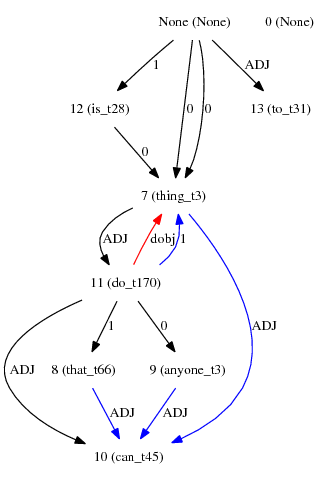 None (None) 0 (None)
1 ADJ
12 (is_t28) 0 0 13 (to_t31)
0
7 (thing_t3)
ADJ dobj 1
11 (do_t170)
1 0 ADJ
ADJ 8 (that_t66) 9 (anyone_t3)
ADJ ADJ
10 (can_t45)